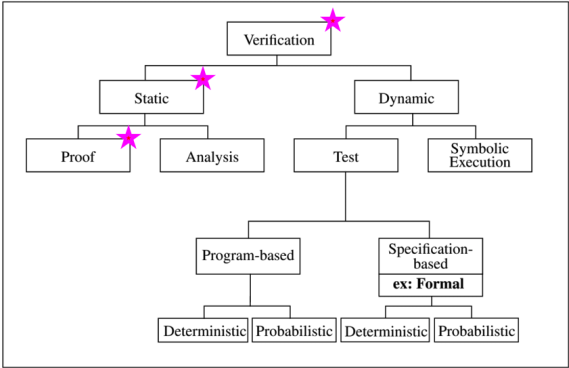 Verification
Static
Dynamic
Proof
Analysis
Test
Symbolic
Execution
Program-based
Specification-
based
ex: Formal
Deterministic
Probabilistic
Deterministic
Probabilistic